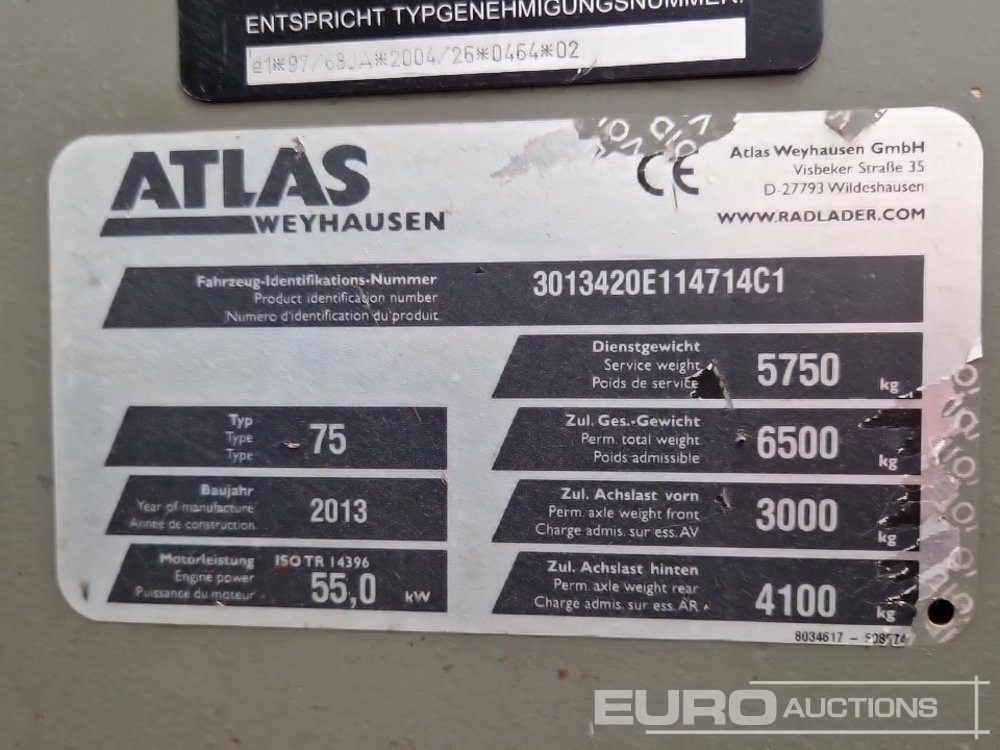 ENTSPRICHT TYPGENEHMIGUNGSNUMMER:
e1*97/68JA*2004/26*0464*02
ATLAS
WEYHAUSEN
CE
Atlas Weyhausen GmbH
Visbeker Straße 35
D-27793 Wildeshausen
WWW.RADLADER.COM
Fahrzeug-Identifikations-Nummer
Product identification number
Numero d'identification du produit
3013420E114714C1
Dienstgewicht
Service weight
Poids de service
5750 kg
Typ
Type
Type
75
Zul. Ges.-Gewicht
Perm. total weight
Poids admissible
6500 kg
Baujahr
Year of manufacture
Année de construction
2013
Zul. Achslast vorn
Perm. axle weight front
Charge admis. sur ess. AV
3000 kg
Motorleistung ISO TR 14396
Engine power
Puissance du moteur
55,0 kW
Zul. Achslast hinten
Perm. axle weight rear
Charge admis. sur ess. AR
4100 kg
8034617 - 508574
EURO AUCTIONS